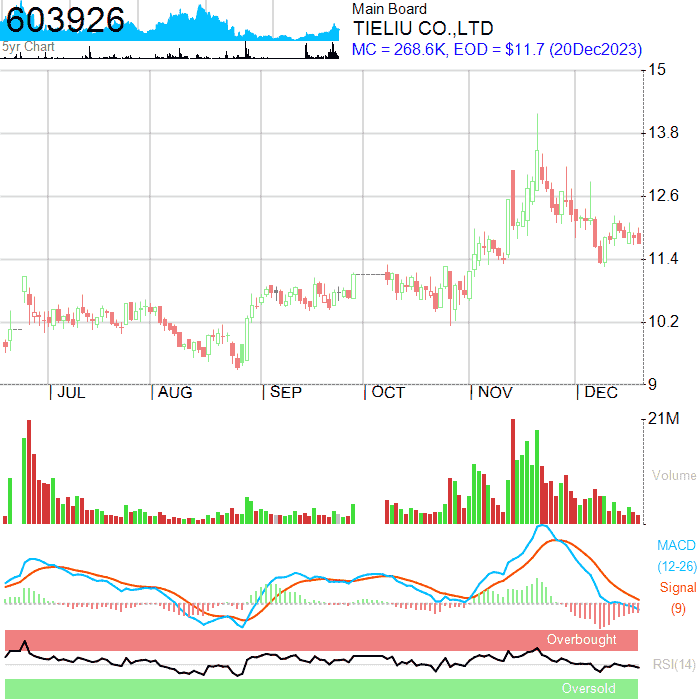 603926
5yr Chart
Main Board
TIELIU CO.,LTD
MC = 268.6K, EOD = $11.7 (20Dec2023)
15
13.8
12.6
11.4
10.2
9
JUL AUG SEP OCT NOV DEC
21M
Volume
MACD
(12-26)
Signal
(9)
Overbought
RSI(14)
Oversold